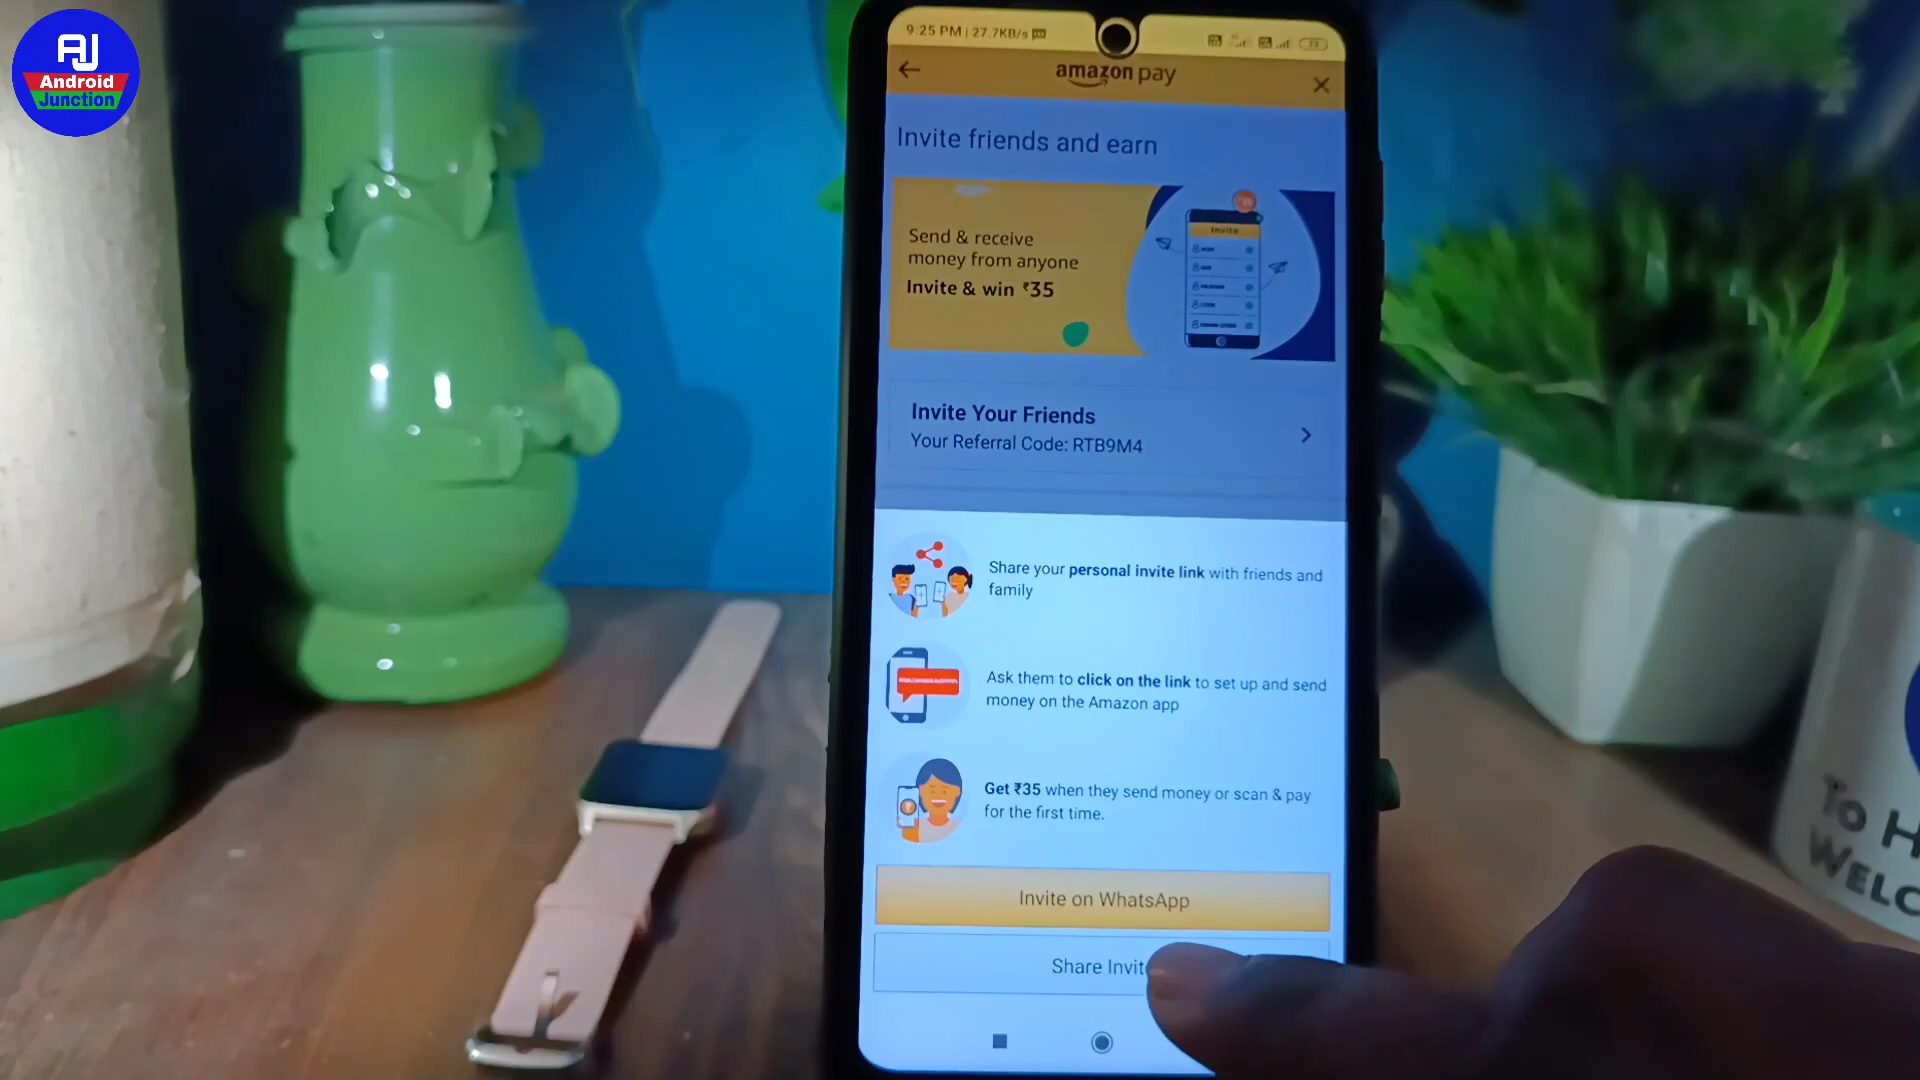 AJ
Android
Junction
9:25 PM | 27.7KB/s
amazon pay
Invite friends and earn
Send & receive
money from anyone
Invite & win ₹35
Invite
Invite Your Friends
Your Referral Code: RTB9M4
Share your personal invite link with friends and
family
Ask them to click on the link to set up and send
money on the Amazon app
Get ₹35 when they send money or scan & pay
for the first time.
Invite on WhatsApp
Share Invit
To H
WELC